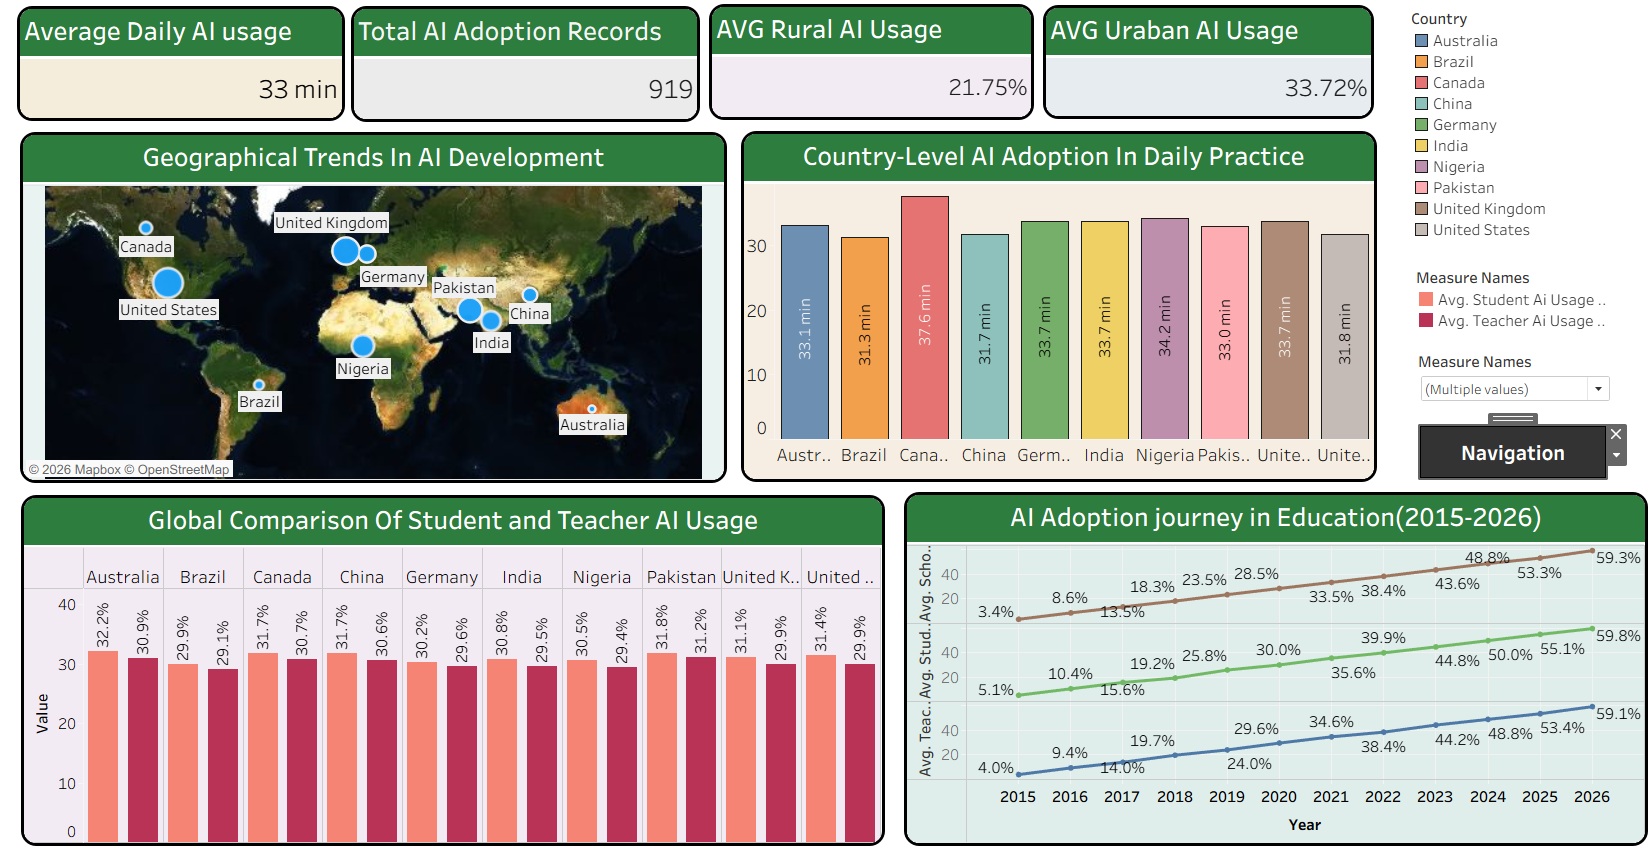 Average Daily AI usage
33 min
Total AI Adoption Records
919
AVG Rural AI Usage
21.75%
AVG Uraban AI Usage
33.72%
Country
Australia
Brazil
Canada
China
Germany
India
Nigeria
Pakistan
United Kingdom
United States
Measure Names
Avg. Student Ai Usage ..
Avg. Teacher Ai Usage ..
Measure Names
(Multiple values)
Navigation
Geographical Trends In AI Development
United Kingdom
Canada
Germany
Pakistan
United States
China
India
Nigeria
Brazil
Australia
© 2026 Mapbox © OpenStreetMap
Country-Level AI Adoption In Daily Practice
30
20
10
0
33.1 min
31.3 min
37.6 min
31.7 min
33.7 min
33.7 min
34.2 min
33.0 min
33.7 min
31.8 min
Austr.. Brazil Cana.. China Germ.. India Nigeria Pakis.. Unite.. Unite..
Global Comparison Of Student and Teacher AI Usage
Australia Brazil Canada China Germany India Nigeria Pakistan United K.. United ..
Value
40
30
20
10
0
32.2%
30.9%
29.9%
29.1%
31.7%
30.7%
31.7%
30.6%
30.2%
29.6%
30.8%
29.5%
30.5%
29.4%
31.8%
31.2%
31.1%
29.9%
31.4%
29.9%
AI Adoption journey in Education(2015-2026)
Avg. Scho..
40
20
3.4%
8.6%
13.5%
18.3%
23.5%
28.5%
33.5%
38.4%
43.6%
48.8%
53.3%
59.3%
Avg. Stud..
40
20
5.1%
10.4%
15.6%
19.2%
25.8%
30.0%
35.6%
39.9%
44.8%
50.0%
55.1%
59.8%
Avg. Teac..
40
20
4.0%
9.4%
14.0%
19.7%
24.0%
29.6%
34.6%
38.4%
44.2%
48.8%
53.4%
59.1%
2015 2016 2017 2018 2019 2020 2021 2022 2023 2024 2025 2026
Year